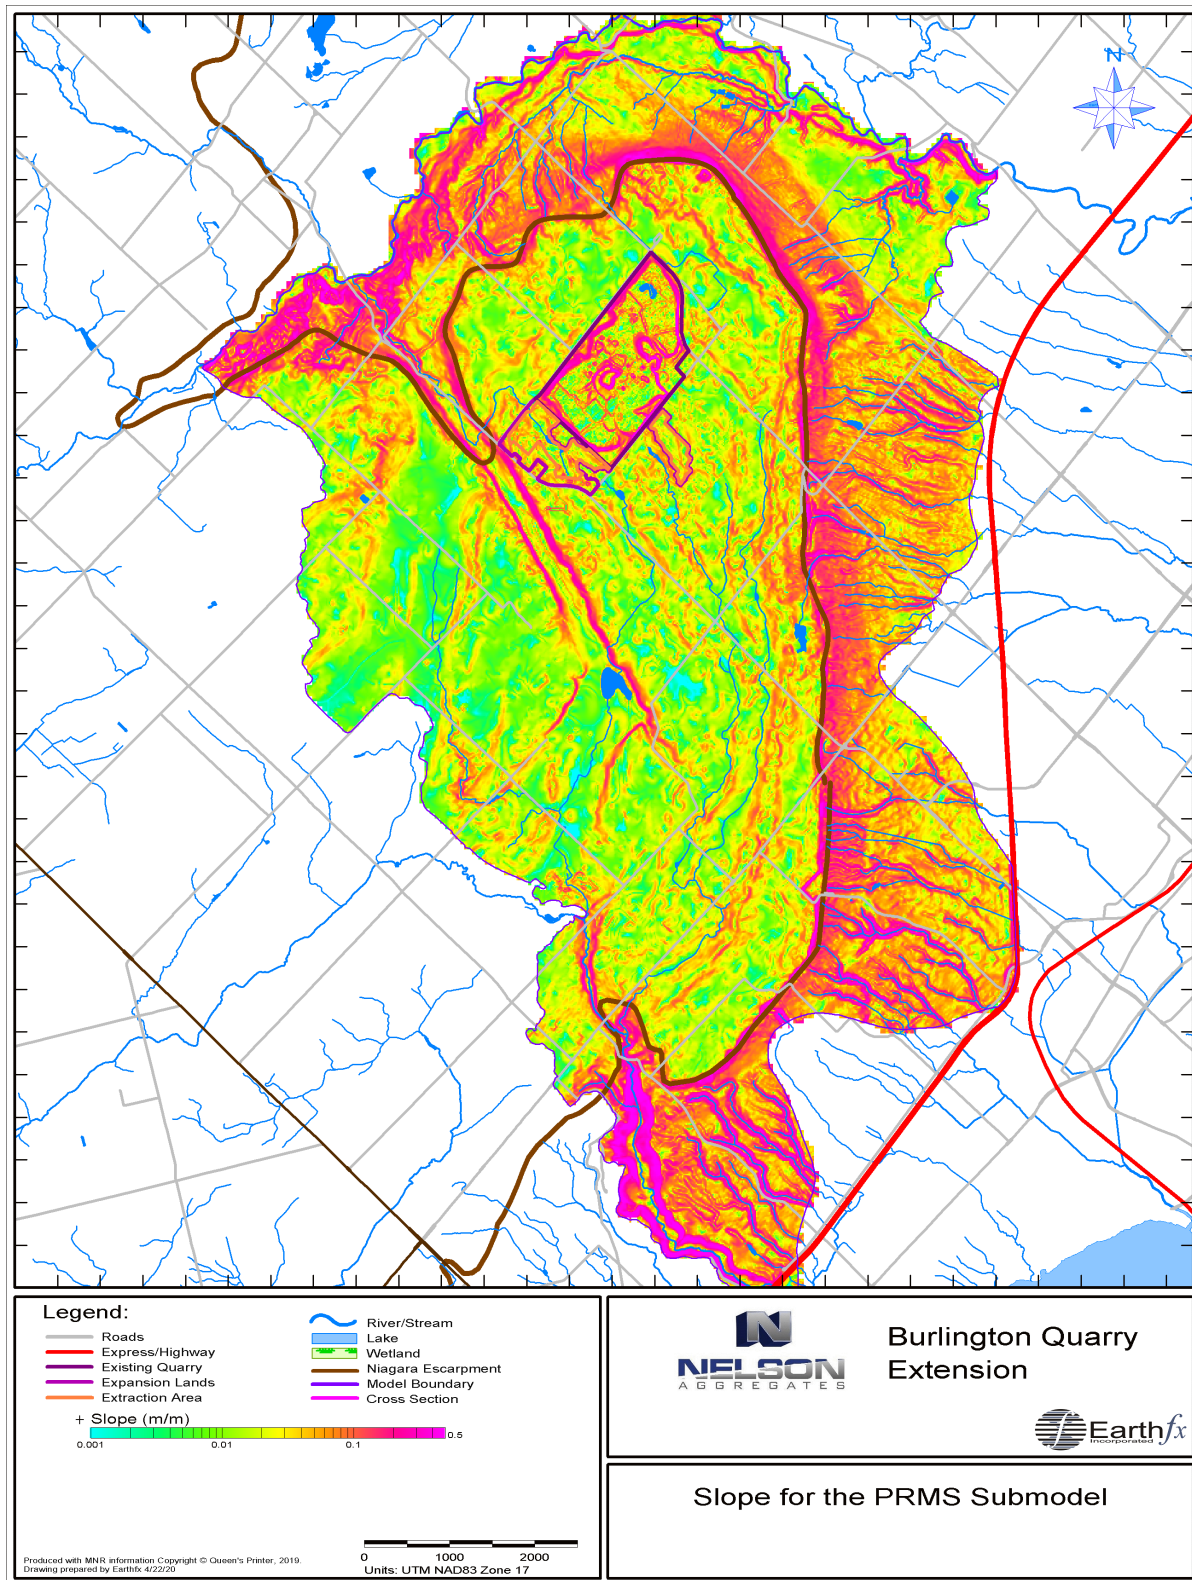 N
Legend:
Roads
Express/Highway
Existing Quarry
Expansion Lands
Extraction Area
River/Stream
Lake
Wetland
Niagara Escarpment
Model Boundary
Cross Section
+ Slope (m/m)
0.001
0.01
0.1
0.5
0
1000
2000
Units: UTM NAD83 Zone 17
Produced with MNR information Copyright © Queen's Printer, 2019.
Drawing prepared by Earthfx 4/22/20
N
NELSON
AGGREGATES
Burlington Quarry
Extension
f
Earthfx
Incorporated
Slope for the PRMS Submodel